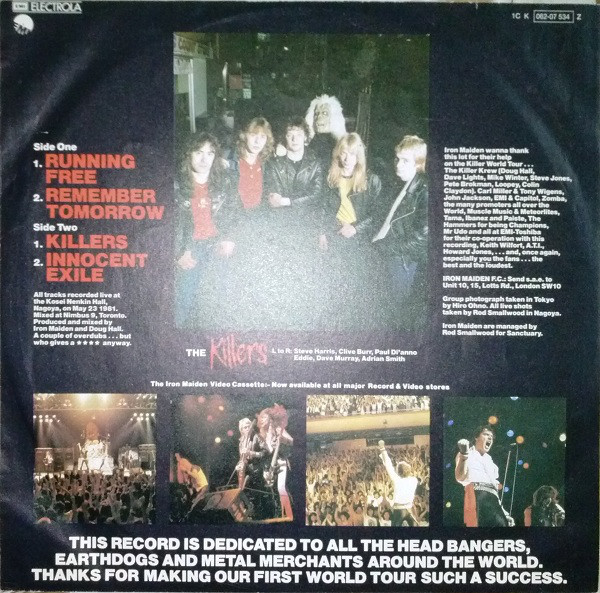 EMI ELECTROLA
1C K 062-07 534 Z
EMI
Side One
1. RUNNING
FREE
2. REMEMBER
TOMORROW
Side Two
1. KILLERS
2. INNOCENT
EXILE
All tracks recorded live at
the Kosei Nenkin Hall,
Nagoya, on May 23 1981.
Mixed at Nimbus 9, Toronto.
Produced and mixed by
Iron Maiden and Doug Hall.
A couple of overdubs . . . but
who gives a ★★★★ anyway.
Iron Maiden wanna thank
this lot for their help
on the Killer World Tour . . .
The Killer Krew (Doug Hall,
Dave Lights, Mike Winter, Steve Jones,
Pete Brokman, Loopey, Colin
Claydon). Carl Miller & Tony Wigens,
John Jackson, EMI & Capitol, Zomba,
the many promoters all over the
World, Muscle Music & Meteorlites,
Tama, Ibanez and Paiste, The
Hammers for being Champions,
Mr Udo and all at EMI-Toshiba
for their co-operation with this
recording, Keith Wilfort, A.T.I.,
Howard Jones, . . . and, once again,
especially you the fans . . . the
best and the loudest.
IRON MAIDEN F.C.: Send s.a.e. to
Unit 10, 15, Lotts Rd., London SW10
Group photograph taken in Tokyo
by Hiro Ohno. All live shots
taken by Rod Smallwood in Nagoya.
Iron Maiden are managed by
Rod Smallwood for Sanctuary.
THE Killers L to R: Steve Harris, Clive Burr, Paul Di'anno
Eddie, Dave Murray, Adrian Smith
The Iron Maiden Video Cassette:- Now available at all major Record & Video stores
THIS RECORD IS DEDICATED TO ALL THE HEAD BANGERS,
EARTHDOGS AND METAL MERCHANTS AROUND THE WORLD.
THANKS FOR MAKING OUR FIRST WORLD TOUR SUCH A SUCCESS.